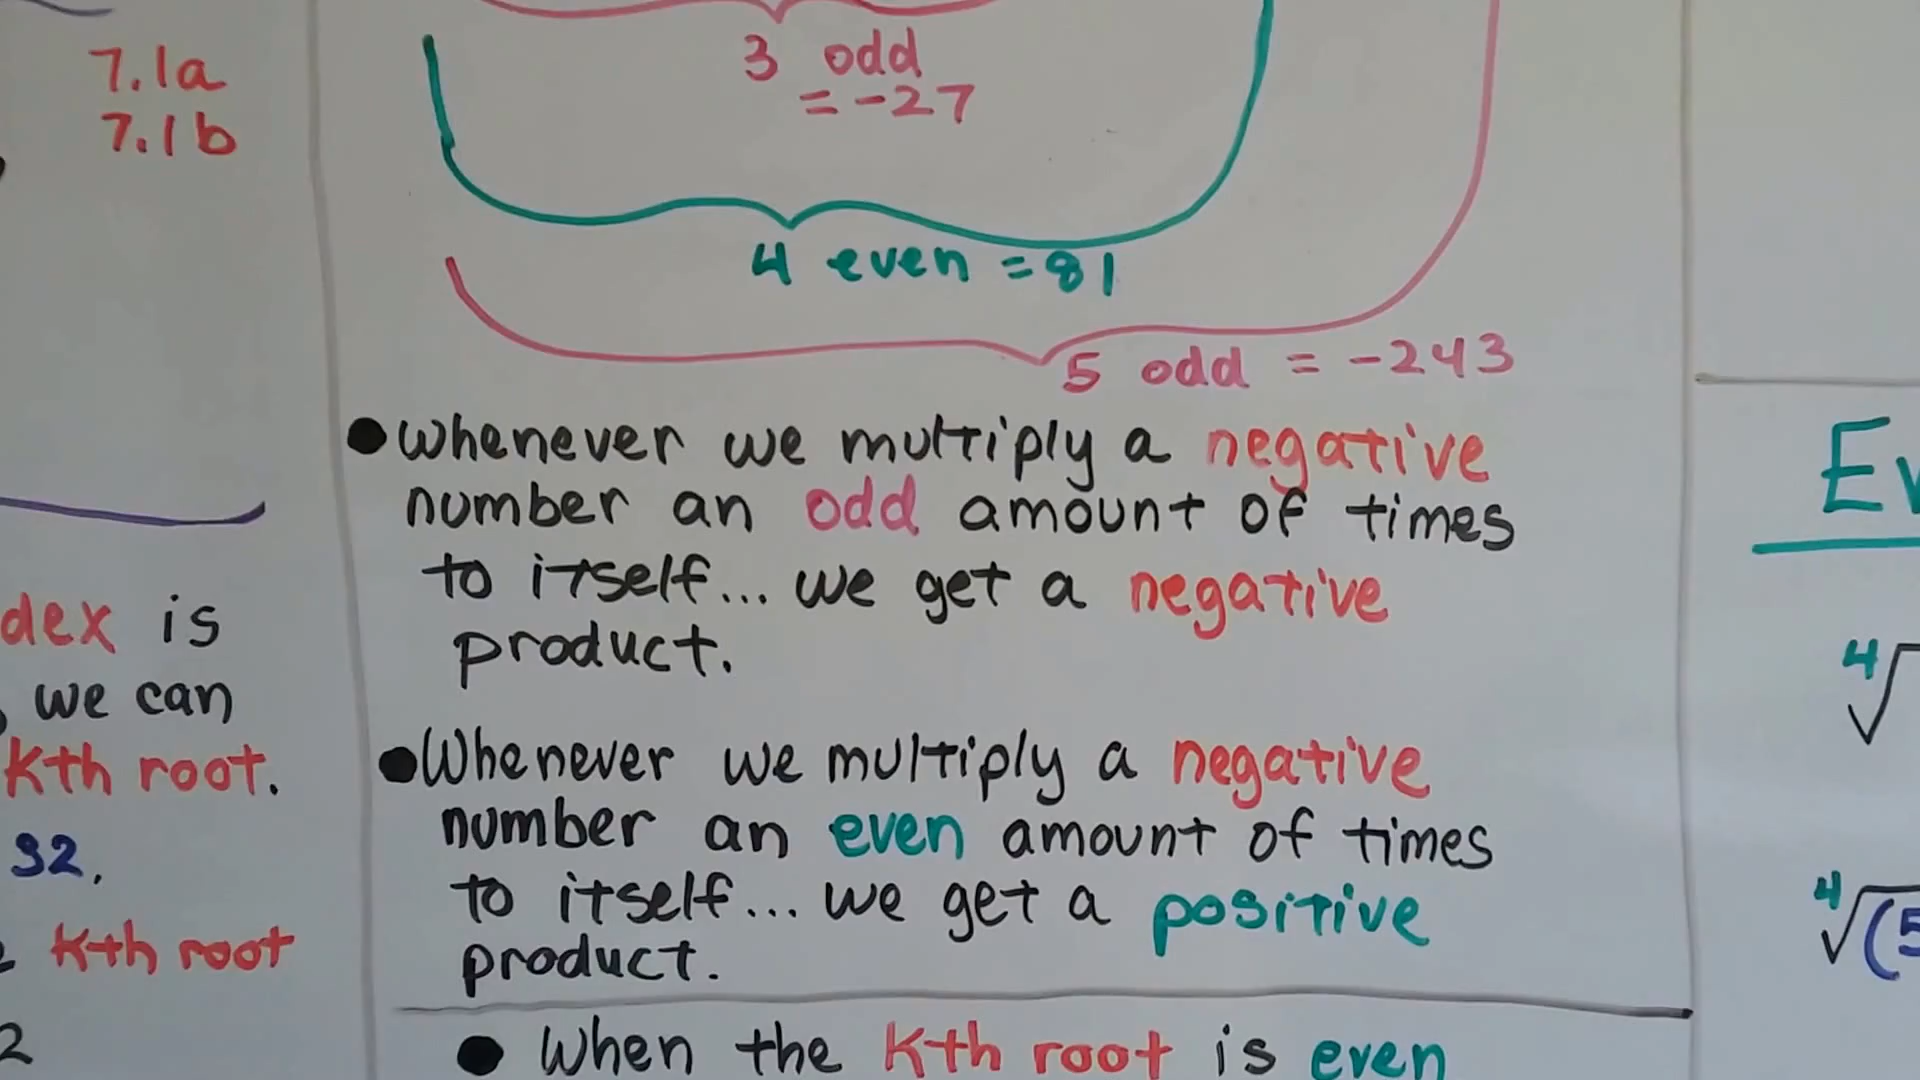 7.1a
7.1b
is
we can
Kth root.
32.
Kth root
2
3 odd
= -27
4 even = 81
5 odd = -243
• Whenever we multiply a negative
number an odd amount of times
to itself... we get a negative
product.
• Whenever we multiply a negative
number an even amount of times
to itself... we get a positive
product.
• When the Kth root is even
4√
4√(5